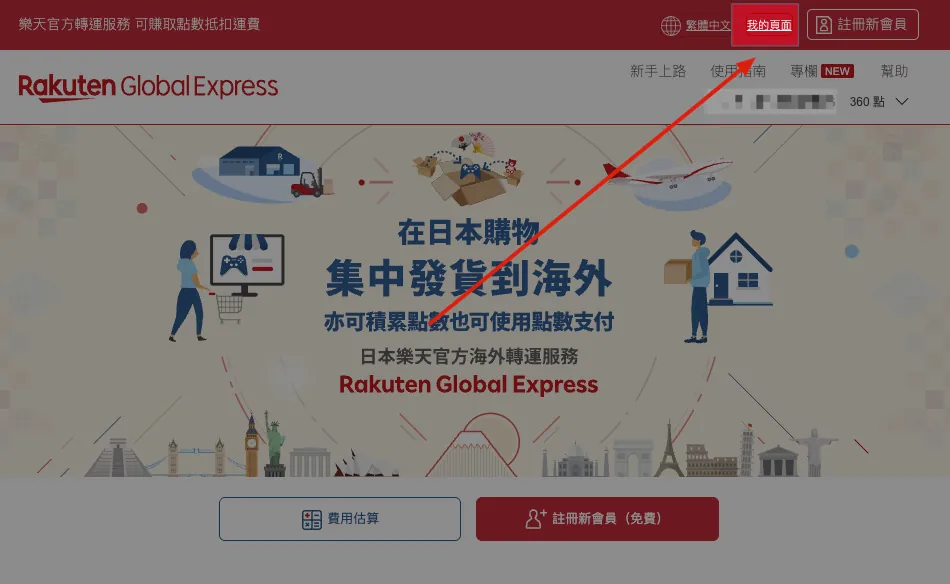 樂天官方轉運服務 可賺取點數抵扣運費
繁體中文
我的頁面
註冊新會員
Rakuten Global Express
新手上路
使用指南
專欄 NEW
幫助
360 點
R
在日本購物
集中發貨到海外
亦可積累點數也可使用點數支付
日本樂天官方海外轉運服務
Rakuten Global Express
費用估算
註冊新會員（免費）